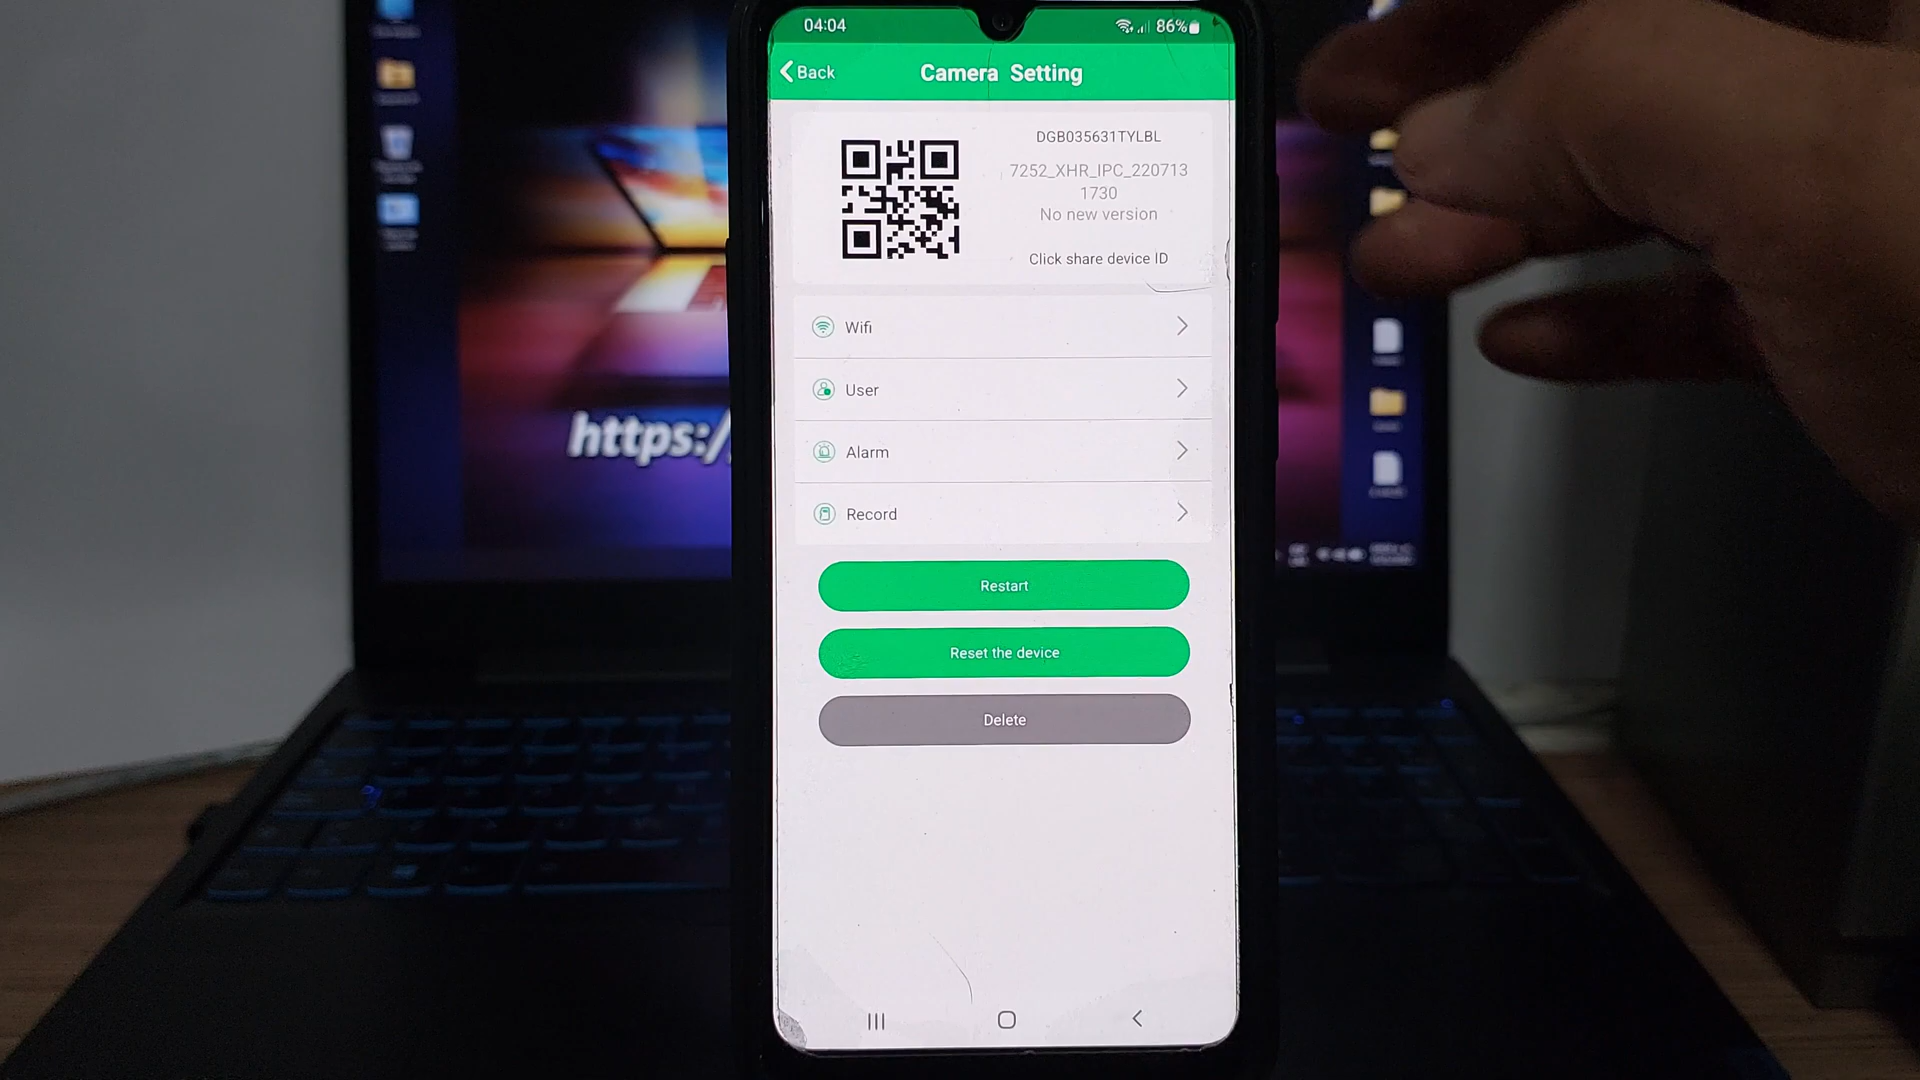 04:04
86%
Back
Camera Setting
DGB035631TYLBL
7252_XHR_IPC_220713
1730
No new version
Click share device ID
Wifi
User
Alarm
Record
Restart
Reset the device
Delete
https:/